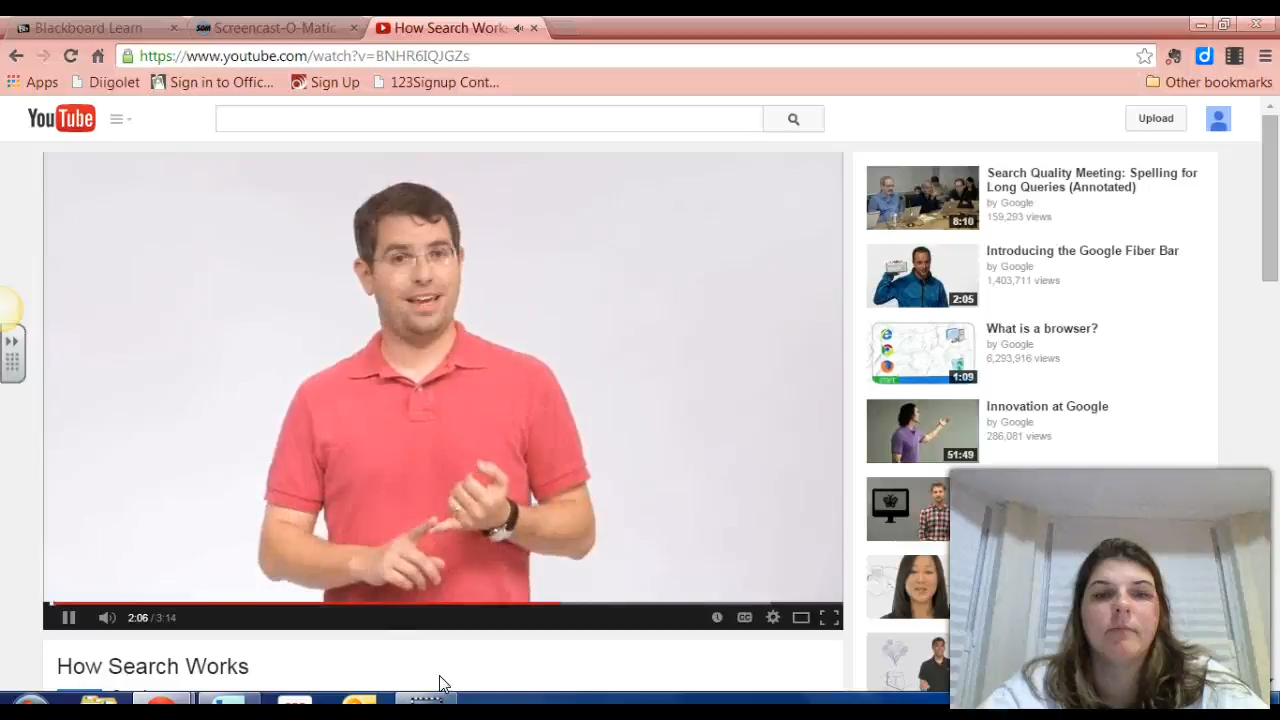 Blackboard Learn
Screencast-O-Matic
How Search Works
https://www.youtube.com/watch?v=BNHR6IQJGZs
Apps
Diigolet
Sign in to Offic...
Sign Up
123Signup Cont...
Other bookmarks
YouTube
Upload
Search Quality Meeting: Spelling for
Long Queries (Annotated)
by Google
159,293 views
8:10
Introducing the Google Fiber Bar
by Google
1,403,711 views
2:05
What is a browser?
by Google
6,293,916 views
1:09
Innovation at Google
by Google
286,081 views
51:49
2:06 / 3:14
CC
How Search Works